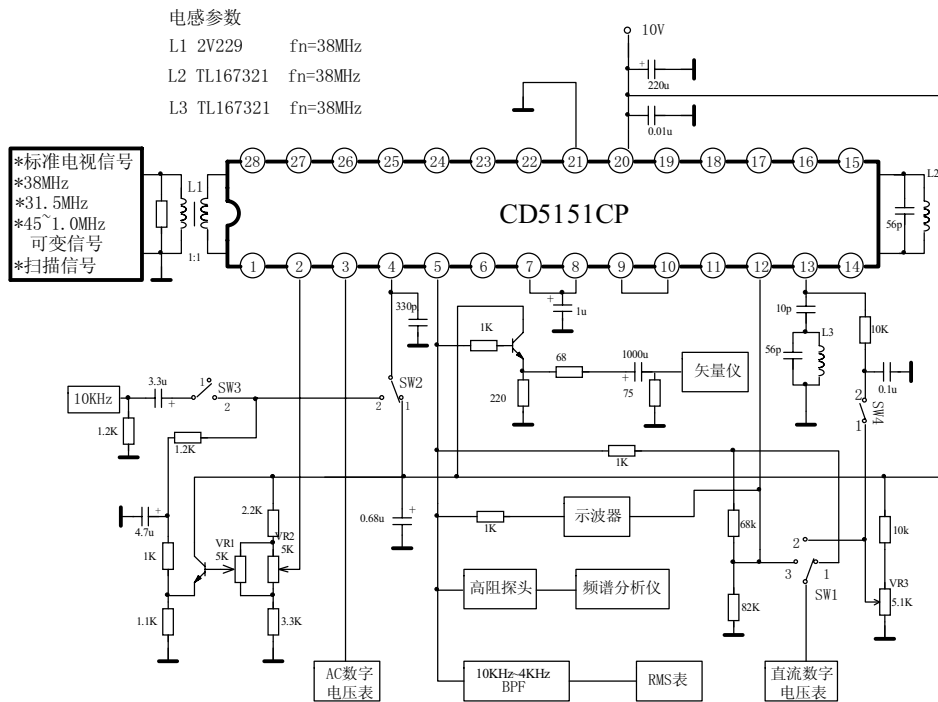 电感参数
L1 2V229 fn=38MHz
L2 TL167321 fn=38MHz
L3 TL167321 fn=38MHz
10V
+
220u
0.01u
*标准电视信号
*38MHz
*31.5MHz
*45~1.0MHz
可变信号
*扫描信号
L1
1:1
28 27 26 25 24 23 22 21 20 19 18 17 16 15
CD5151CP
1 2 3 4 5 6 7 8 9 10 11 12 13 14
L2
56p
330p
+
1u
10p
10K
1K
56p
L3
0.1u
68
1000u
+
矢量仪
220
75
SW2
2 1
2
SW4
1
10KHz
3.3u
+
1 SW3
2
1.2K
1.2K
1K
4.7u
+
2.2K
0.68u
+
1K
示波器
68k
10k
VR1
5K
VR2
5K
1K
2
3 1
SW1
VR3
5.1K
高阻探头
频谱分析仪
82K
1.1K
3.3K
AC数字
电压表
10KHz~4KHz
BPF
RMS表
直流数字
电压表